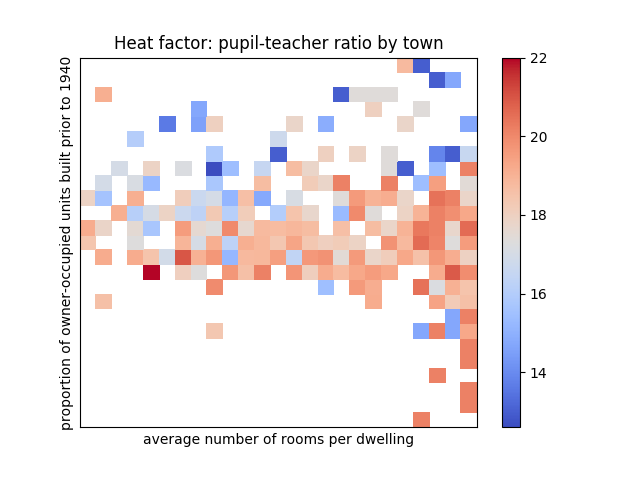 Heat factor: pupil-teacher ratio by town
proportion of owner-occupied units built prior to 1940
average number of rooms per dwelling
22
20
18
16
14